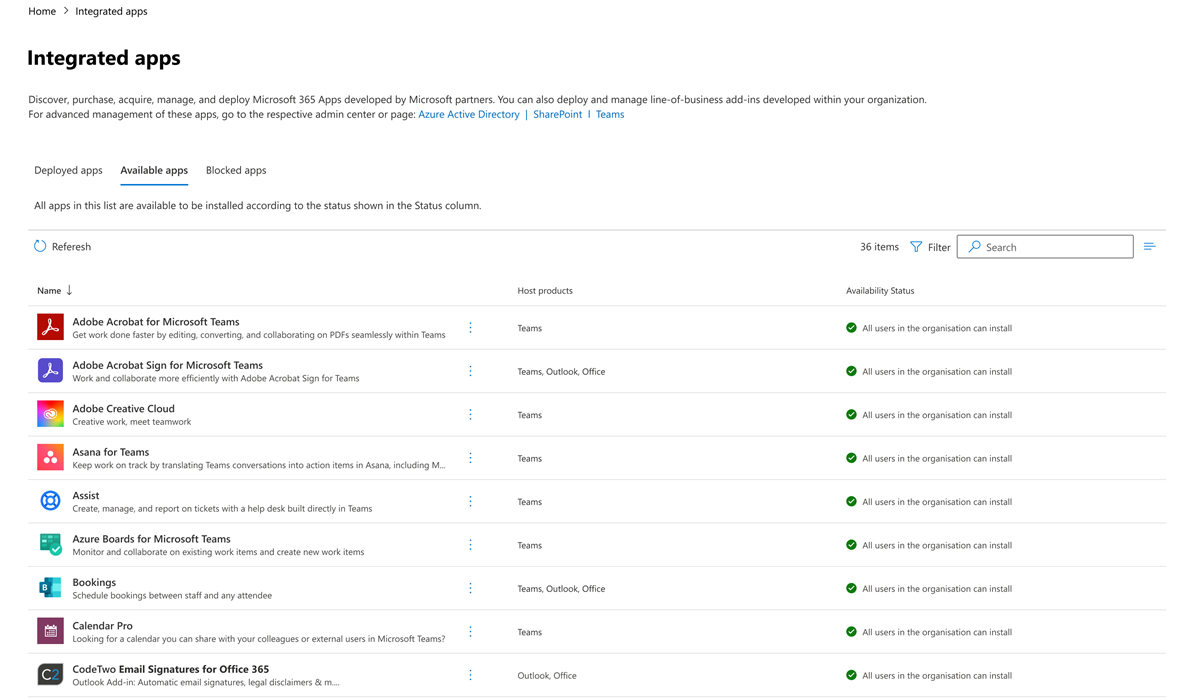 Home > Integrated apps
Integrated apps
Discover, purchase, acquire, manage, and deploy Microsoft 365 Apps developed by Microsoft partners. You can also deploy and manage line-of-business add-ins developed within your organization.
For advanced management of these apps, go to the respective admin center or page: Azure Active Directory | SharePoint | Teams
Deployed apps Available apps Blocked apps
All apps in this list are available to be installed according to the status shown in the Status column.
Referesh 36 items Filter Search
Name ↓ Host products Availability Status
Adobe Acrobat for Microsoft Teams
Get work done faster by editing, converting, and collaborating on PDFs seamlessly within Teams
Teams All users in the organisation can install
Adobe Acrobat Sign for Microsoft Teams
Work and collaborate more efficiently with Adobe Acrobat Sign for Teams
Teams, Outlook, Office All users in the organisation can install
Adobe Creative Cloud
Creative work, meet teamwork
Teams All users in the organisation can install
Asana for Teams
Keep work on track by translating Teams conversations into action items in Asana, including M...
Teams All users in the organisation can install
Assist
Create, manage, and report on tickets with a help desk built directly in Teams
Teams All users in the organisation can install
Azure Boards for Microsoft Teams
Monitor and collaborate on existing work items and create new work items
Teams All users in the organisation can install
B
Bookings
Schedule bookings between staff and any attendee
Teams, Outlook, Office All users in the organisation can install
Calendar Pro
Looking for a calendar you can share with your colleagues or external users in Microsoft Teams?
Teams All users in the organisation can install
C2
CodeTwo Email Signatures for Office 365
Outlook Add-in: Automatic email signatures, legal disclaimers & m....
Outlook, Office All users in the organisation can install